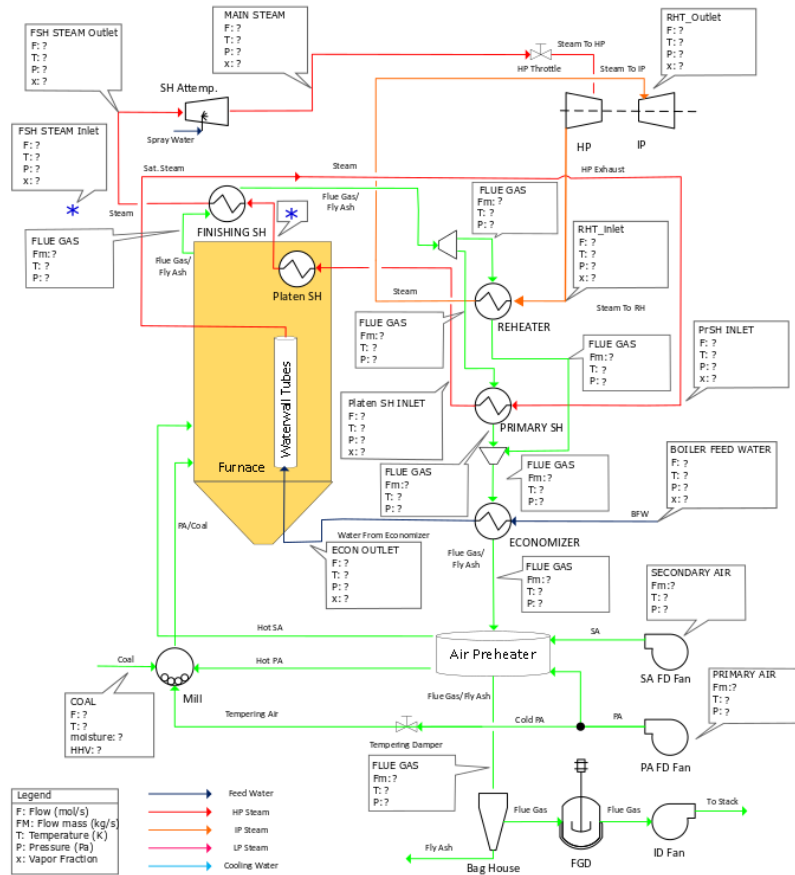 FSH STEAM Outlet
F: ?
T: ?
P: ?
x: ?
MAIN STEAM
F: ?
T: ?
P: ?
x: ?
RHT_Outlet
F: ?
T: ?
P: ?
x: ?
Steam To HP
HP Throttle
Steam To IP
SH Attemp.
Spray Water
HP
IP
FSH STEAM Inlet
F: ?
T: ?
P: ?
x: ?
*
Sat. Steam
Steam
HP Exhaust
Steam
FINISHING SH
Flue Gas/
Fly Ash
*
FLUE GAS
Fm: ?
T: ?
P: ?
FLUE GAS
Fm:?
T: ?
P: ?
Flue Gas/
Fly Ash
Platen SH
RHT_Inlet
F: ?
T: ?
P: ?
x: ?
Steam
REHEATER
Steam To RH
FLUE GAS
Fm: ?
T: ?
P: ?
FLUE GAS
Fm: ?
T: ?
P: ?
PrSH INLET
F: ?
T: ?
P: ?
x: ?
Waterwall Tubes
Platen SH INLET
F: ?
T: ?
P: ?
x: ?
PRIMARY SH
Furnace
FLUE GAS
Fm: ?
T: ?
P: ?
FLUE GAS
Fm: ?
T: ?
P: ?
BOILER FEED WATER
F: ?
T: ?
P: ?
x: ?
BFW
PA/Coal
Water From Economizer
ECONOMIZER
ECON OUTLET
F: ?
T: ?
P: ?
x: ?
Flue Gas/
Fly Ash
FLUE GAS
Fm:?
T: ?
P: ?
SECONDARY AIR
Fm:?
T: ?
P: ?
Hot SA
SA
SA FD Fan
Air Preheater
Coal
Hot PA
Mill
Flue Gas/Fly Ash
PRIMARY AIR
Fm:?
T: ?
P: ?
COAL
F: ?
T: ?
moisture: ?
HHV: ?
Tempering Air
Tempering Damper
Cold PA
PA
PA FD Fan
FLUE GAS
Fm: ?
T: ?
P: ?
Legend
F: Flow (mol/s)
FM: Flow mass (kg/s)
T: Temperature (K)
P: Pressure (Pa)
x: Vapor Fraction
Feed Water
HP Steam
IP Steam
LP Steam
Cooling Water
Flue Gas
Flue Gas
To Stack
Fly Ash
Bag House
FGD
ID Fan